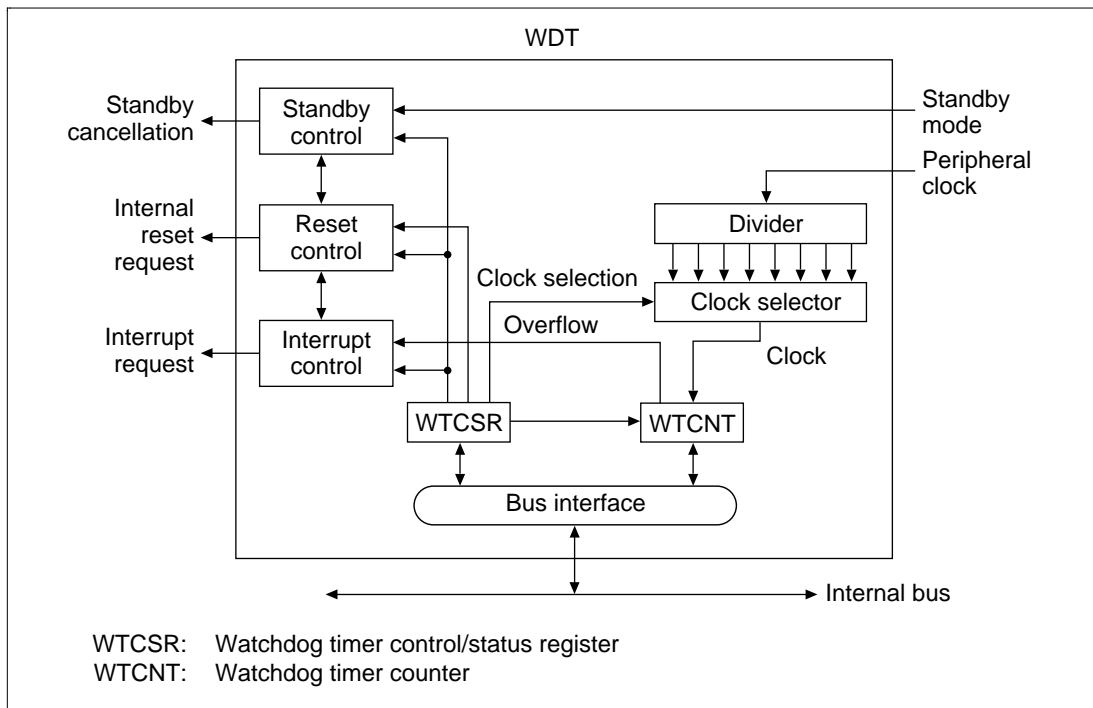 WDT
Standby
cancellation
Standby
control
Standby
mode
Peripheral
clock
Internal
reset
request
Reset
control
Divider
Clock selection
Clock selector
Interrupt
request
Interrupt
control
Overflow
Clock
WTCSR
WTCNT
Bus interface
Internal bus
WTCSR: Watchdog timer control/status register
WTCNT: Watchdog timer counter